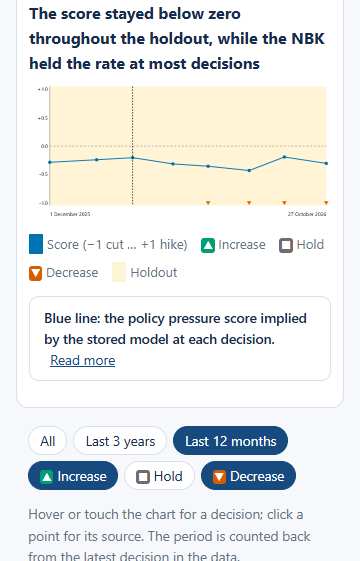 The score stayed below zero
throughout the holdout, while the NBK
held the rate at most decisions
+1.0
+0.5
0.0
-0.5
-1.0
1 December 2025 27 October 2026
Score (−1 cut … +1 hike) Increase Hold
Decrease Holdout
Blue line: the policy pressure score implied
by the stored model at each decision.
Read more
All Last 3 years Last 12 months
Increase Hold Decrease
Hover or touch the chart for a decision; click a
point for its source. The period is counted back
from the latest decision in the data.